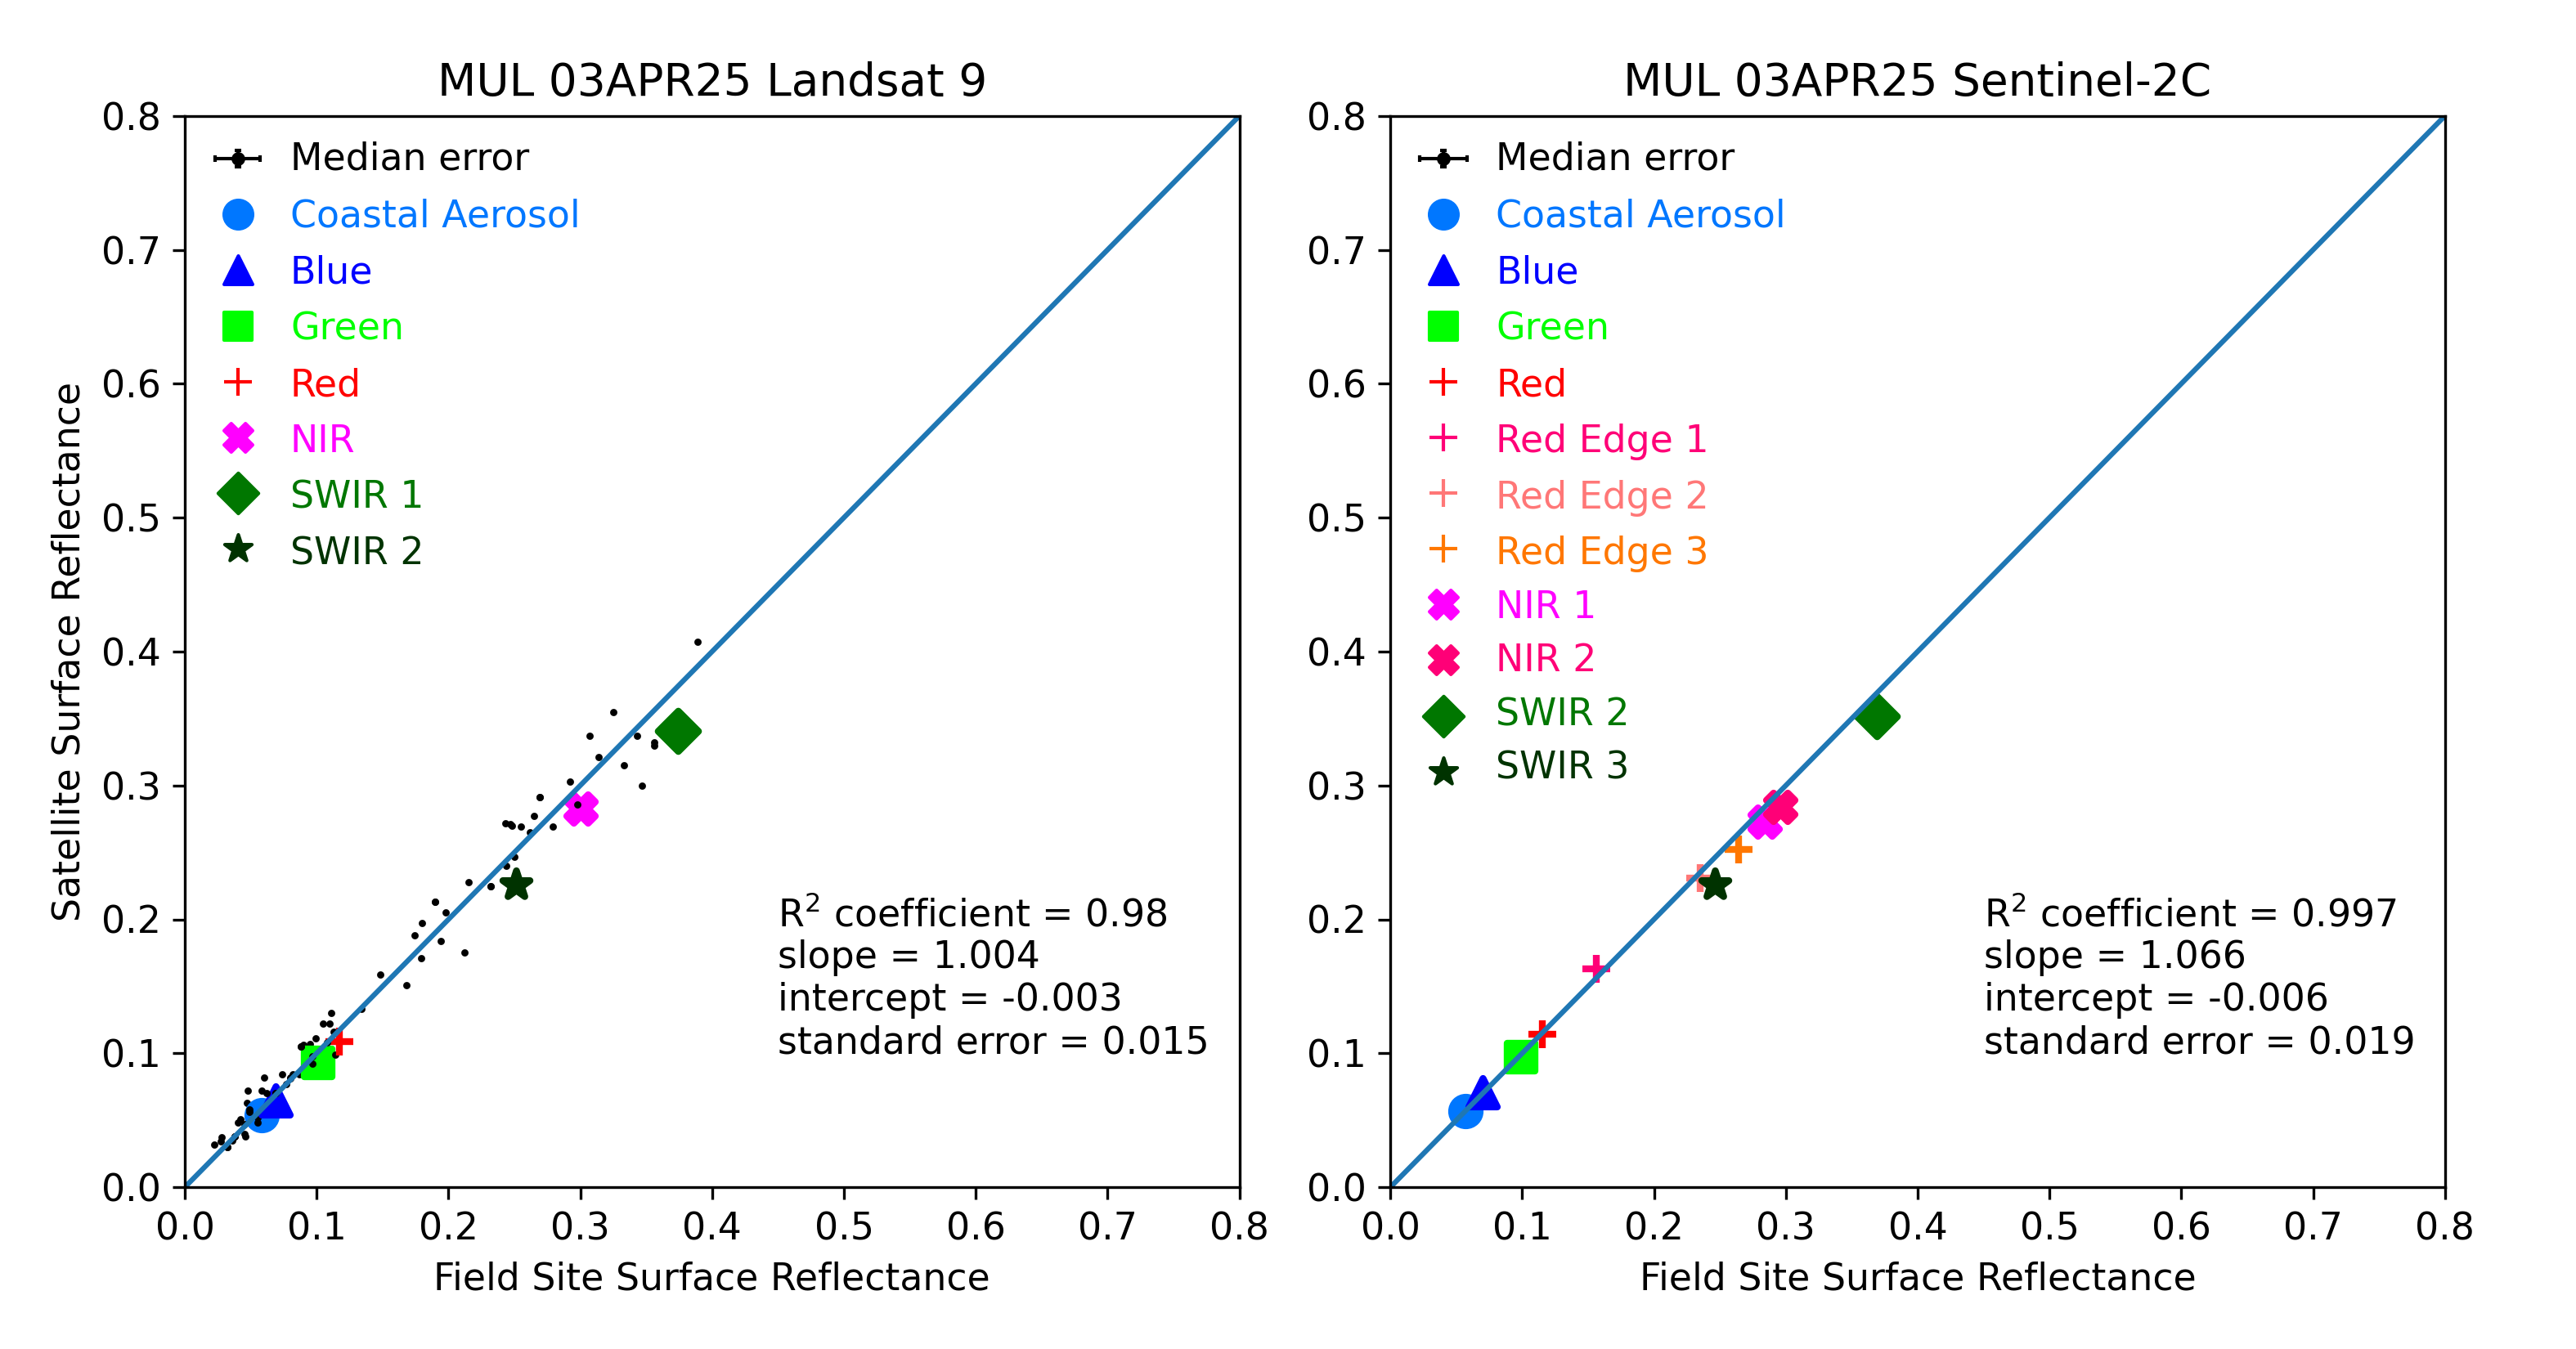 MUL 03APR25 Landsat 9
Satellite Surface Reflectance
0.8
0.7
0.6
0.5
0.4
0.3
0.2
0.1
0.0
Median error
Coastal Aerosol
Blue
Green
Red
NIR
SWIR 1
SWIR 2
R² coefficient = 0.98
slope = 1.004
intercept = -0.003
standard error = 0.015
0.0 0.1 0.2 0.3 0.4 0.5 0.6 0.7 0.8
Field Site Surface Reflectance
MUL 03APR25 Sentinel-2C
0.8
0.7
0.6
0.5
0.4
0.3
0.2
0.1
0.0
Median error
Coastal Aerosol
Blue
Green
Red
Red Edge 1
Red Edge 2
Red Edge 3
NIR 1
NIR 2
SWIR 2
SWIR 3
R² coefficient = 0.997
slope = 1.066
intercept = -0.006
standard error = 0.019
0.0 0.1 0.2 0.3 0.4 0.5 0.6 0.7 0.8
Field Site Surface Reflectance